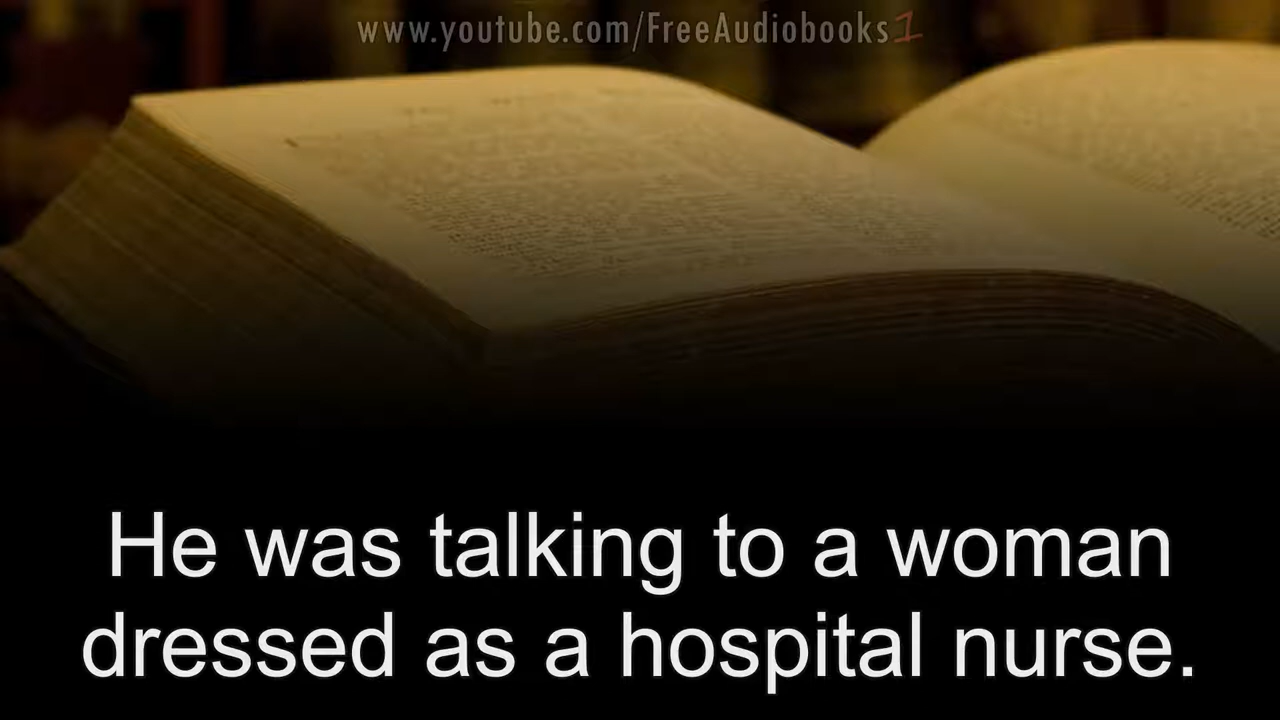 www.youtube.com/FreeAudiobooks1
He was talking to a woman
dressed as a hospital nurse.